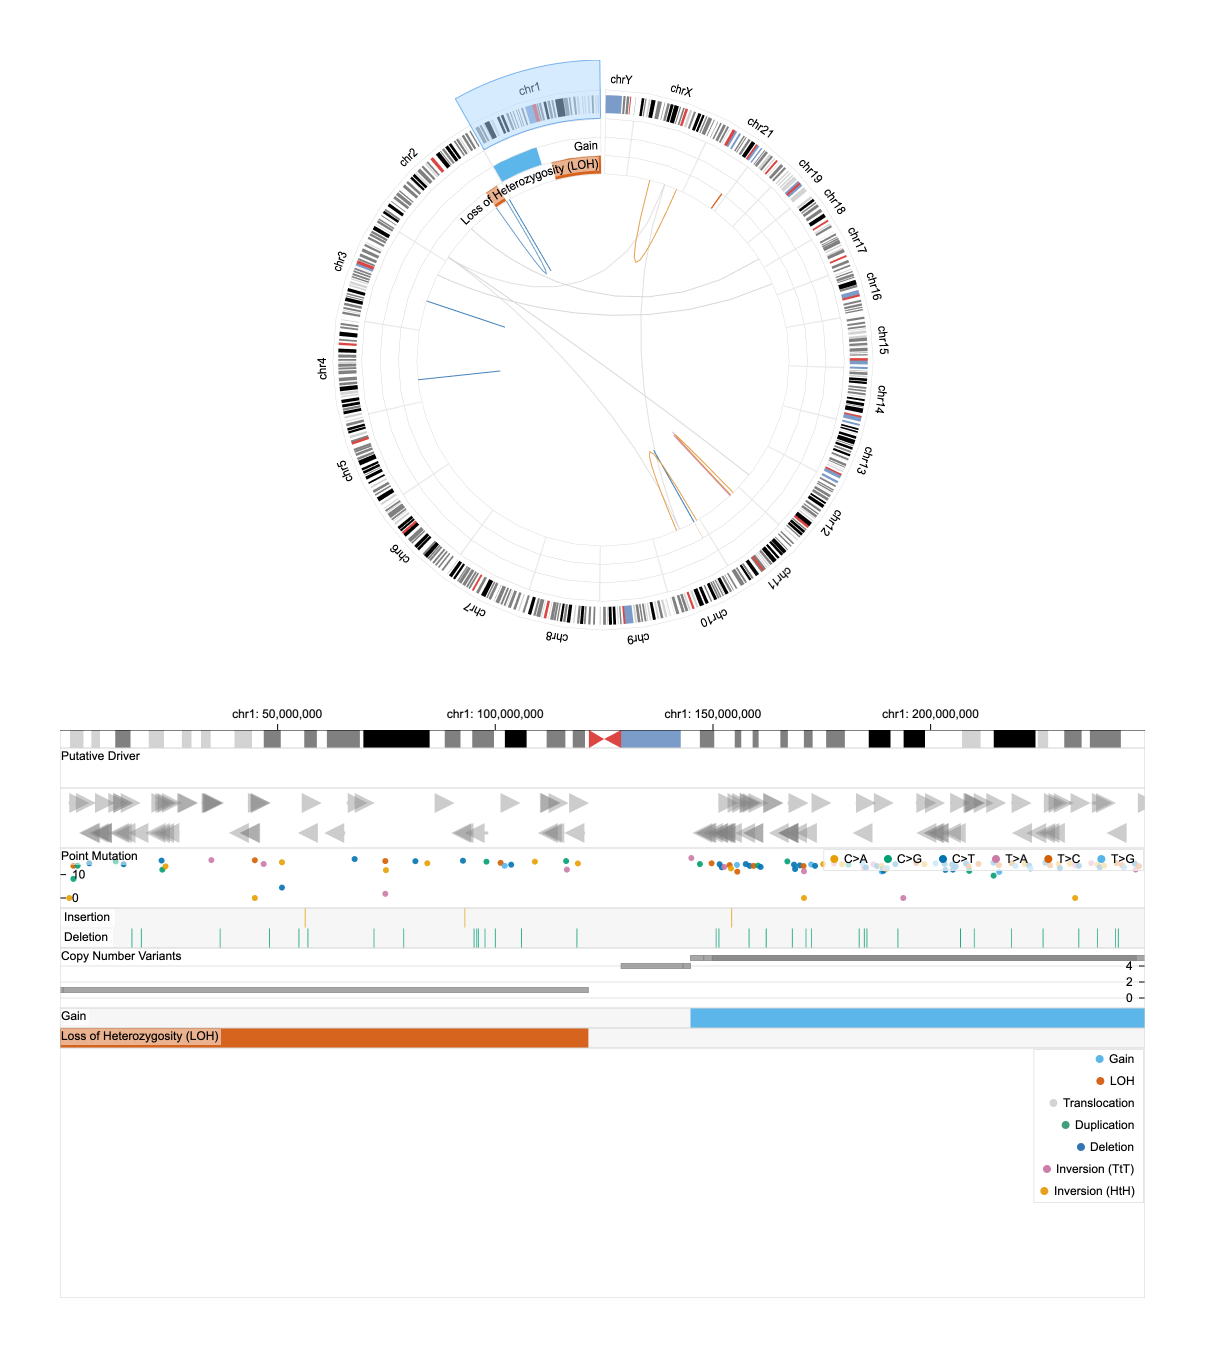 chrY
chrX
chr21
chr19
chr18
chr17
chr16
chr15
chr14
chr13
chr12
chr11
chr10
chr9
chr8
chr7
chr6
chr5
chr4
chr3
chr2
chr1
Gain
Loss of Heterozygosity (LOH)
chr1: 50,000,000
chr1: 100,000,000
chr1: 150,000,000
chr1: 200,000,000
Putative Driver
Point Mutation
C>A
C>G
C>T
T>A
T>C
T>G
10
0
Insertion
Deletion
Copy Number Variants
4
2
0
Gain
Loss of Heterozygosity (LOH)
Gain
LOH
Translocation
Duplication
Deletion
Inversion (TtT)
Inversion (HtH)